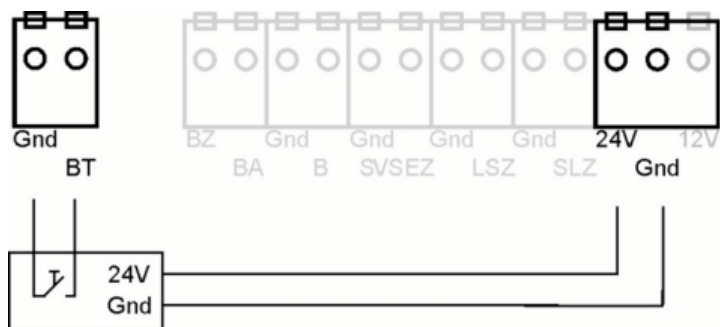 Gnd BZ Gnd Gnd Gnd Gnd 24V 12V
BT BA B SVSEZ LSZ SLZ Gnd
24V
Gnd